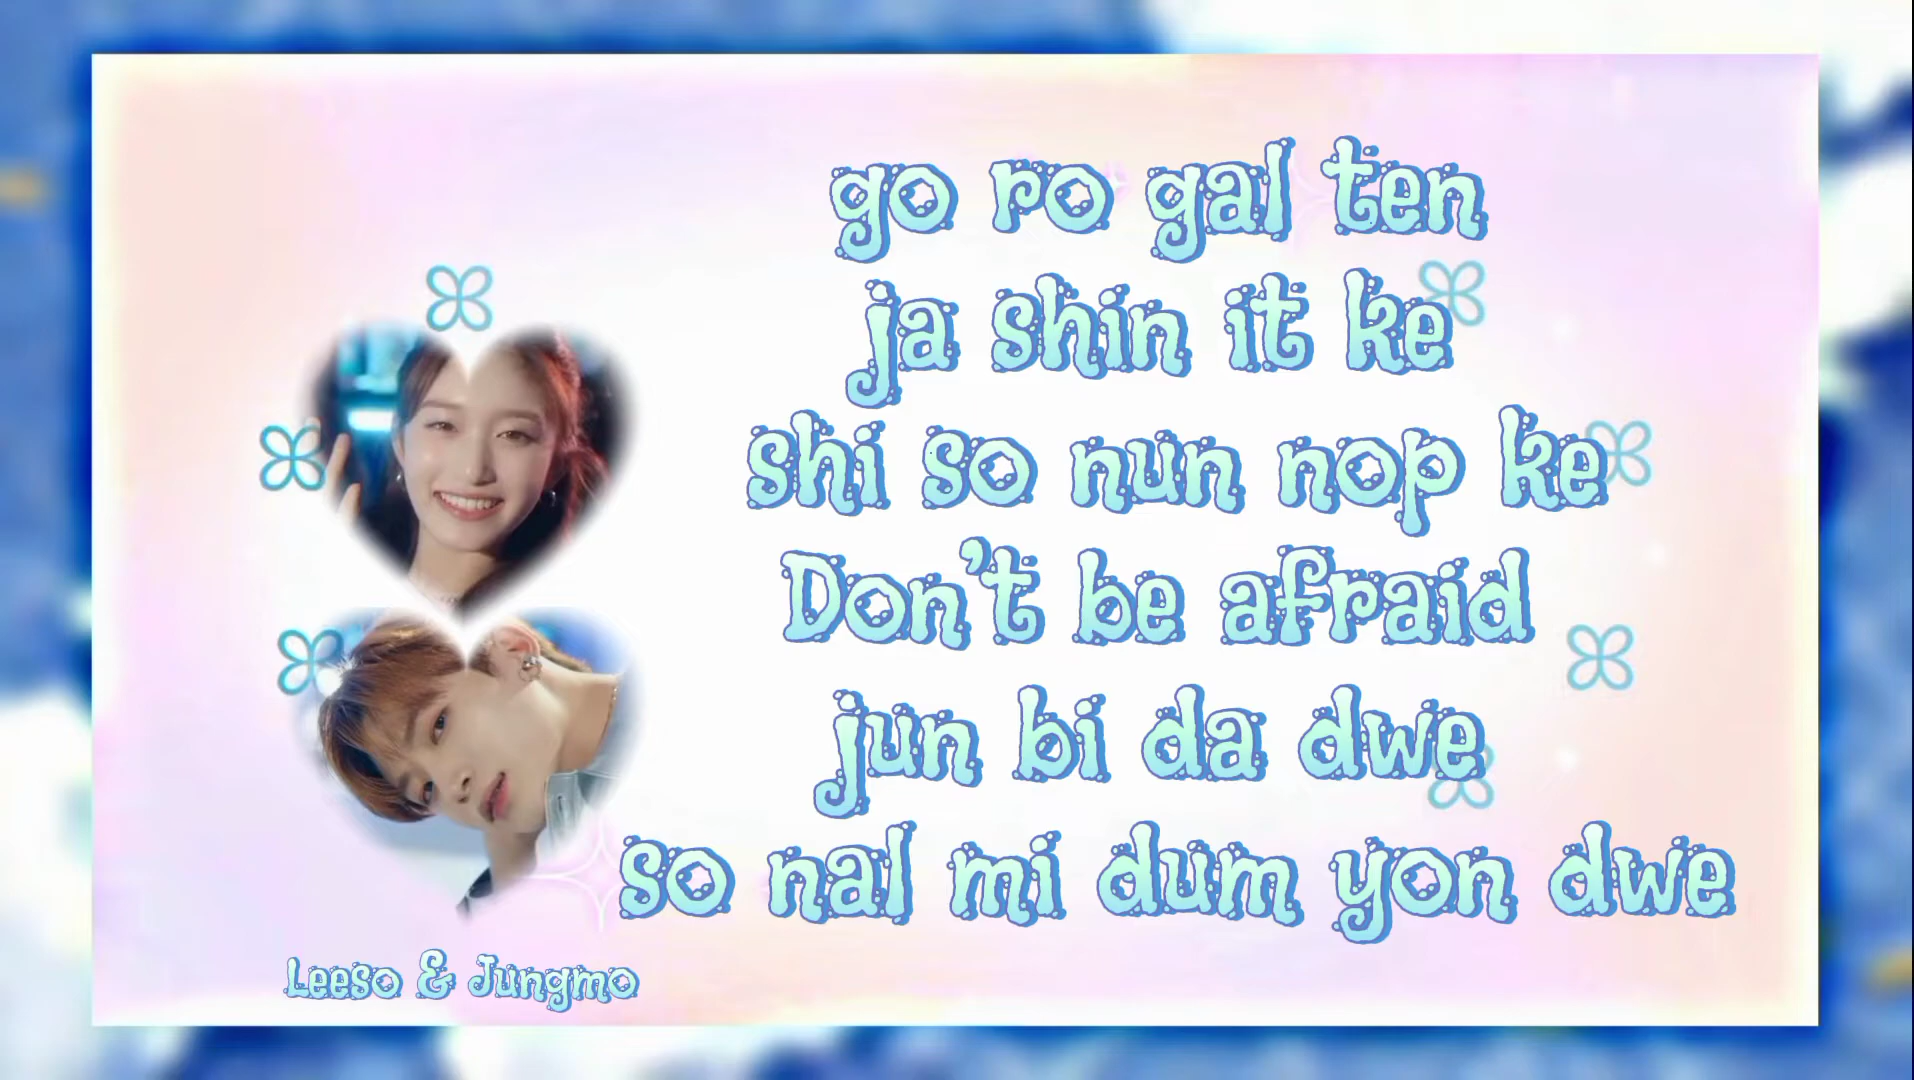 go ro gal ten
ja shin it ke
shi so nun nop ke
Don't be afraid
jun bi da dwe
so nal mi dum yon dwe
Leeso & Jungmo